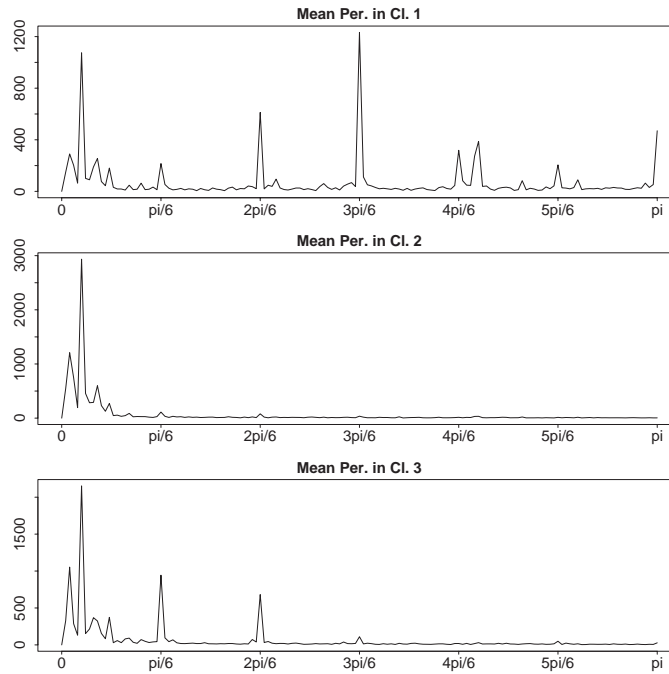 Mean Per. in Cl. 1
1200
800
400
0
0 pi/6 2pi/6 3pi/6 4pi/6 5pi/6 pi
Mean Per. in Cl. 2
3000
2000
1000
0
0 pi/6 2pi/6 3pi/6 4pi/6 5pi/6 pi
Mean Per. in Cl. 3
1500
500
0
0 pi/6 2pi/6 3pi/6 4pi/6 5pi/6 pi